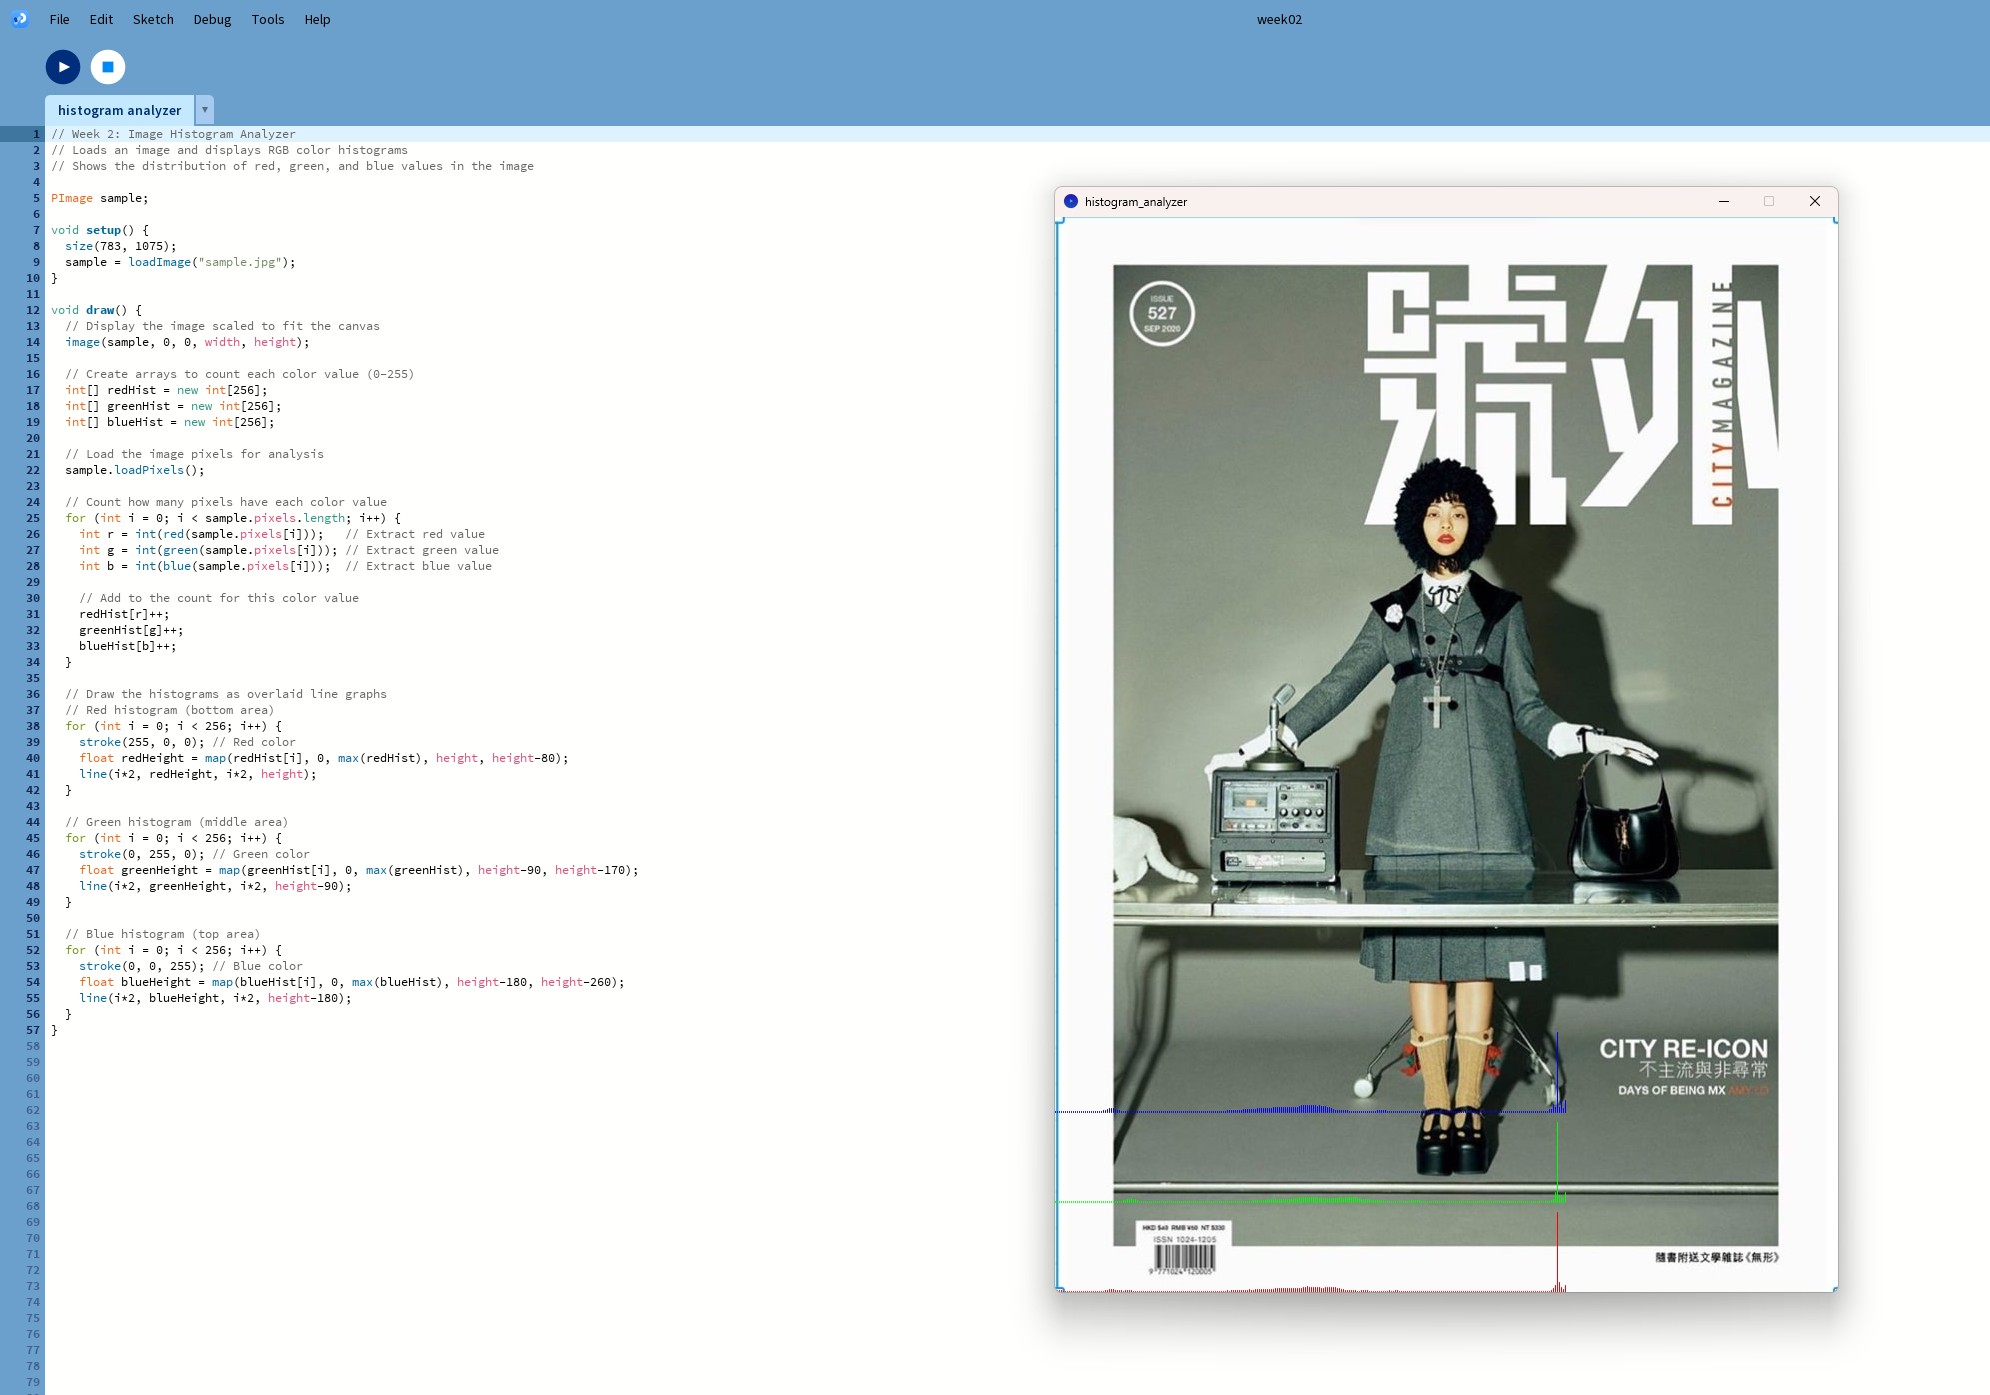 File Edit Sketch Debug Tools Help
week02
histogram analyzer ▼
1 // Week 2: Image Histogram Analyzer
2 // Loads an image and displays RGB color histograms
3 // Shows the distribution of red, green, and blue values in the image
4
5 PImage sample;
6
7 void setup() {
8   size(783, 1075);
9   sample = loadImage("sample.jpg");
10 }
11
12 void draw() {
13   // Display the image scaled to fit the canvas
14   image(sample, 0, 0, width, height);
15
16   // Create arrays to count each color value (0-255)
17   int[] redHist = new int[256];
18   int[] greenHist = new int[256];
19   int[] blueHist = new int[256];
20
21   // Load the image pixels for analysis
22   sample.loadPixels();
23
24   // Count how many pixels have each color value
25   for (int i = 0; i < sample.pixels.length; i++) {
26     int r = int(red(sample.pixels[i]));   // Extract red value
27     int g = int(green(sample.pixels[i])); // Extract green value
28     int b = int(blue(sample.pixels[i]));  // Extract blue value
29
30     // Add to the count for this color value
31     redHist[r]++;
32     greenHist[g]++;
33     blueHist[b]++;
34   }
35
36   // Draw the histograms as overlaid line graphs
37   // Red histogram (bottom area)
38   for (int i = 0; i < 256; i++) {
39     stroke(255, 0, 0); // Red color
40     float redHeight = map(redHist[i], 0, max(redHist), height, height-80);
41     line(i*2, redHeight, i*2, height);
42   }
43
44   // Green histogram (middle area)
45   for (int i = 0; i < 256; i++) {
46     stroke(0, 255, 0); // Green color
47     float greenHeight = map(greenHist[i], 0, max(greenHist), height-90, height-170);
48     line(i*2, greenHeight, i*2, height-90);
49   }
50
51   // Blue histogram (top area)
52   for (int i = 0; i < 256; i++) {
53     stroke(0, 0, 255); // Blue color
54     float blueHeight = map(blueHist[i], 0, max(blueHist), height-180, height-260);
55     line(i*2, blueHeight, i*2, height-180);
56   }
57 }
58
59
60
61
62
63
64
65
66
67
68
69
70
71
72
73
74
75
76
77
78
79
histogram_analyzer
ISSUE
527
SEP 2020
號外
CITYMAGAZINE
CITY RE-ICON
不主流與非尋常
DAYS OF BEING MX AMY LO
HKD $40 RMB ¥60 NT $330
ISSN 1024-1205
9 771024 120005
隨書附送文學雜誌《無形》